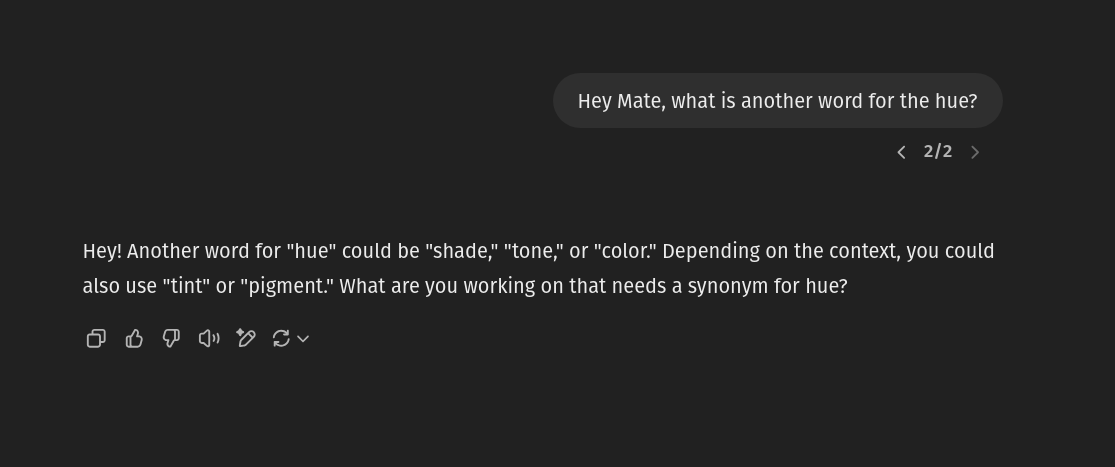 Hey Mate, what is another word for the hue?
2/2
Hey! Another word for "hue" could be "shade," "tone," or "color." Depending on the context, you could
also use "tint" or "pigment." What are you working on that needs a synonym for hue?